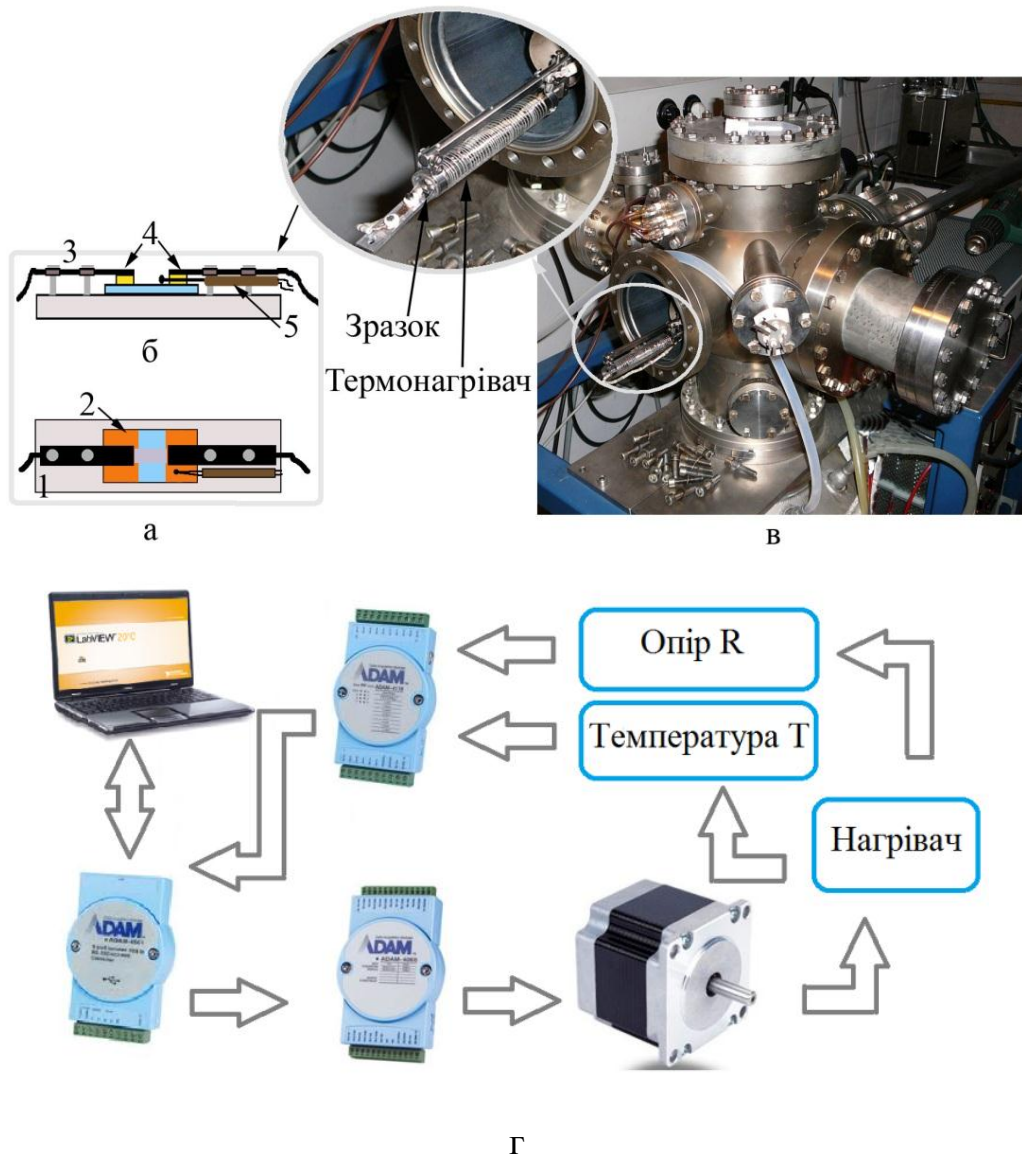 3
4
5
б
Зразок
Термонагрівач
2
1
а
в
LabVIEW
ADAM
Опір R
Температура T
Нагрівач
ADAM
ADAM
г